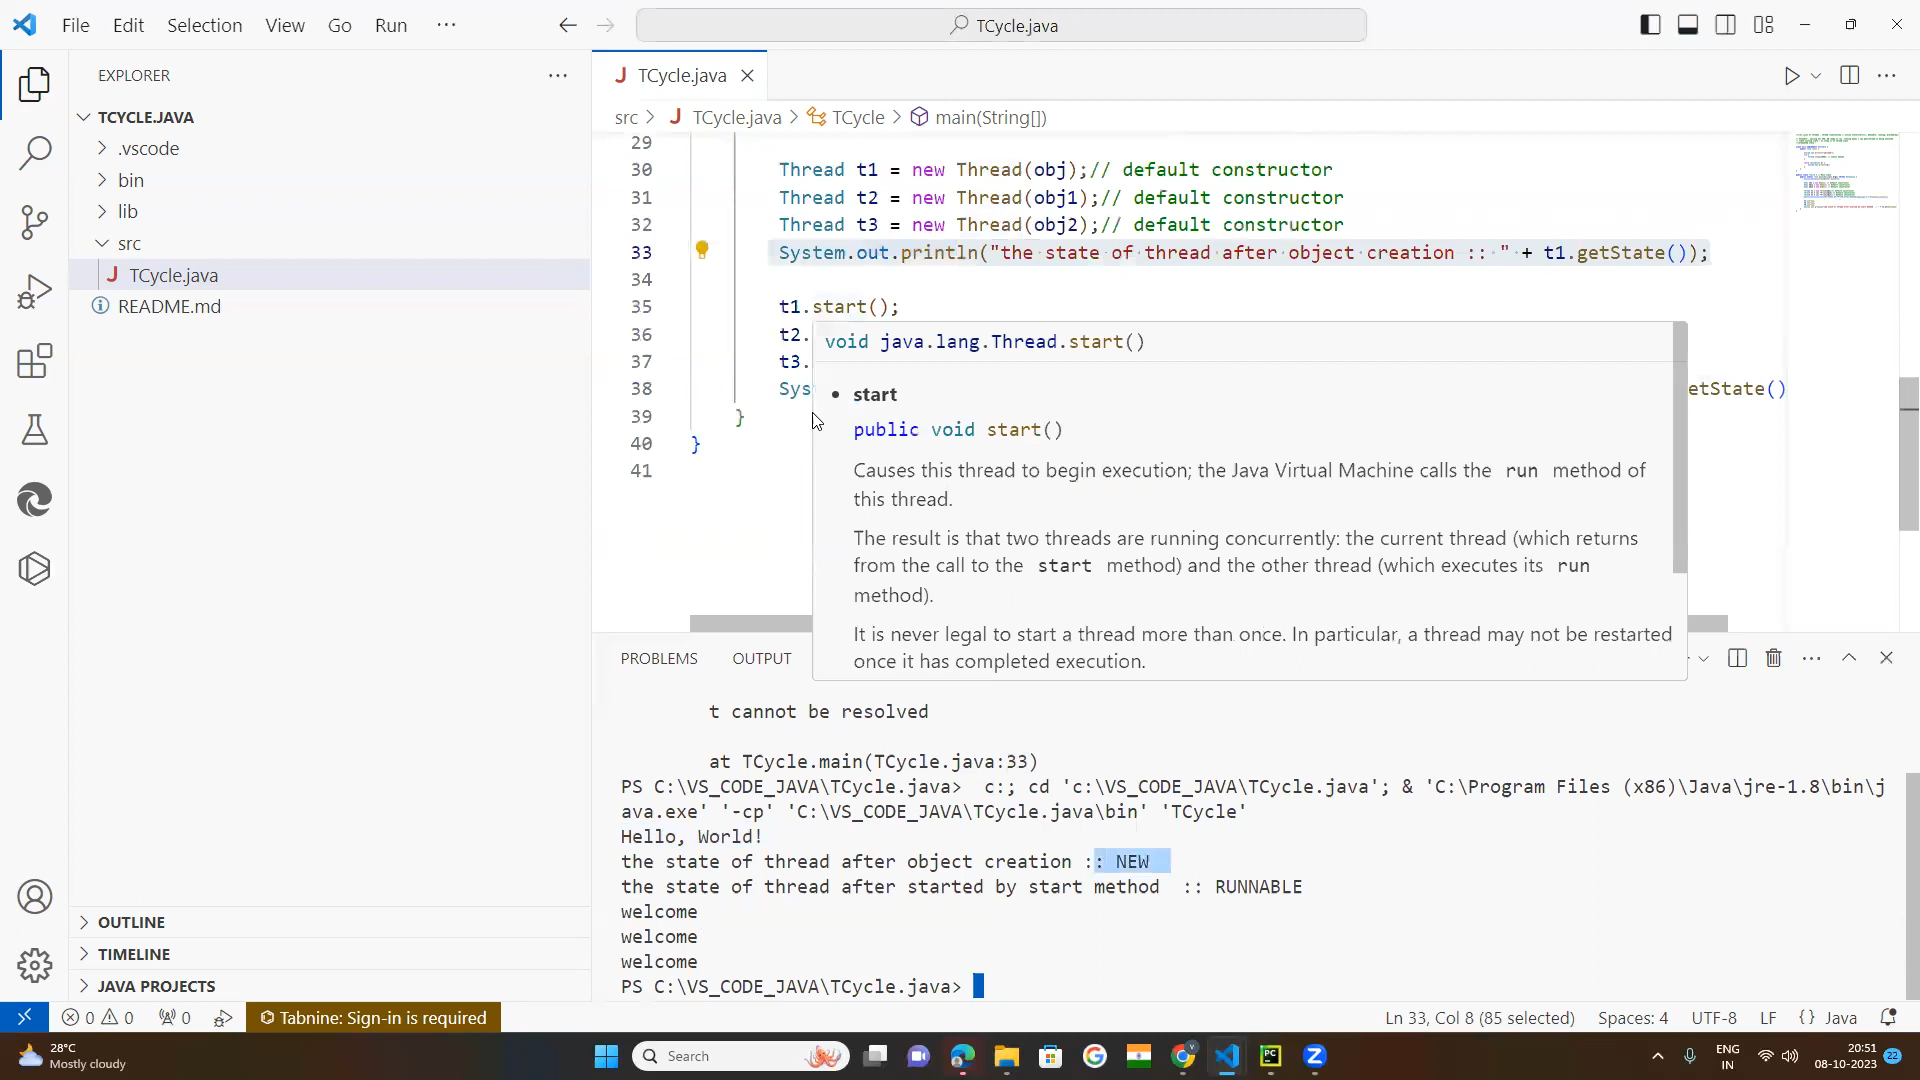 File Edit Selection View Go Run ···
TCycle.java
EXPLORER
TCYCLE.JAVA
.vscode
bin
lib
src
J TCycle.java
README.md
OUTLINE
TIMELINE
JAVA PROJECTS
J TCycle.java
src > J TCycle.java > TCycle > main(String[])
29
30 Thread t1 = new Thread(obj);// default constructor
31 Thread t2 = new Thread(obj1);// default constructor
32 Thread t3 = new Thread(obj2);// default constructor
33 System.out.println("the state of thread after object creation :: " + t1.getState());
34
35 t1.start();
36 t2.
37 t3.
38 Sys etState()
39 }
40 }
41
void java.lang.Thread.start()
• start
public void start()
Causes this thread to begin execution; the Java Virtual Machine calls the run method of
this thread.
The result is that two threads are running concurrently: the current thread (which returns
from the call to the start method) and the other thread (which executes its run
method).
It is never legal to start a thread more than once. In particular, a thread may not be restarted
once it has completed execution.
PROBLEMS OUTPUT
t cannot be resolved
at TCycle.main(TCycle.java:33)
PS C:\VS_CODE_JAVA\TCycle.java> c:; cd 'c:\VS_CODE_JAVA\TCycle.java'; & 'C:\Program Files (x86)\Java\jre-1.8\bin\j
ava.exe' '-cp' 'C:\VS_CODE_JAVA\TCycle.java\bin' 'TCycle'
Hello, World!
the state of thread after object creation :: NEW
the state of thread after started by start method :: RUNNABLE
welcome
welcome
welcome
PS C:\VS_CODE_JAVA\TCycle.java>
0 0 0 Tabnine: Sign-in is required Ln 33, Col 8 (85 selected) Spaces: 4 UTF-8 LF {} Java
28°C
Mostly cloudy
Search
ENG
IN
20:51
08-10-2023
22